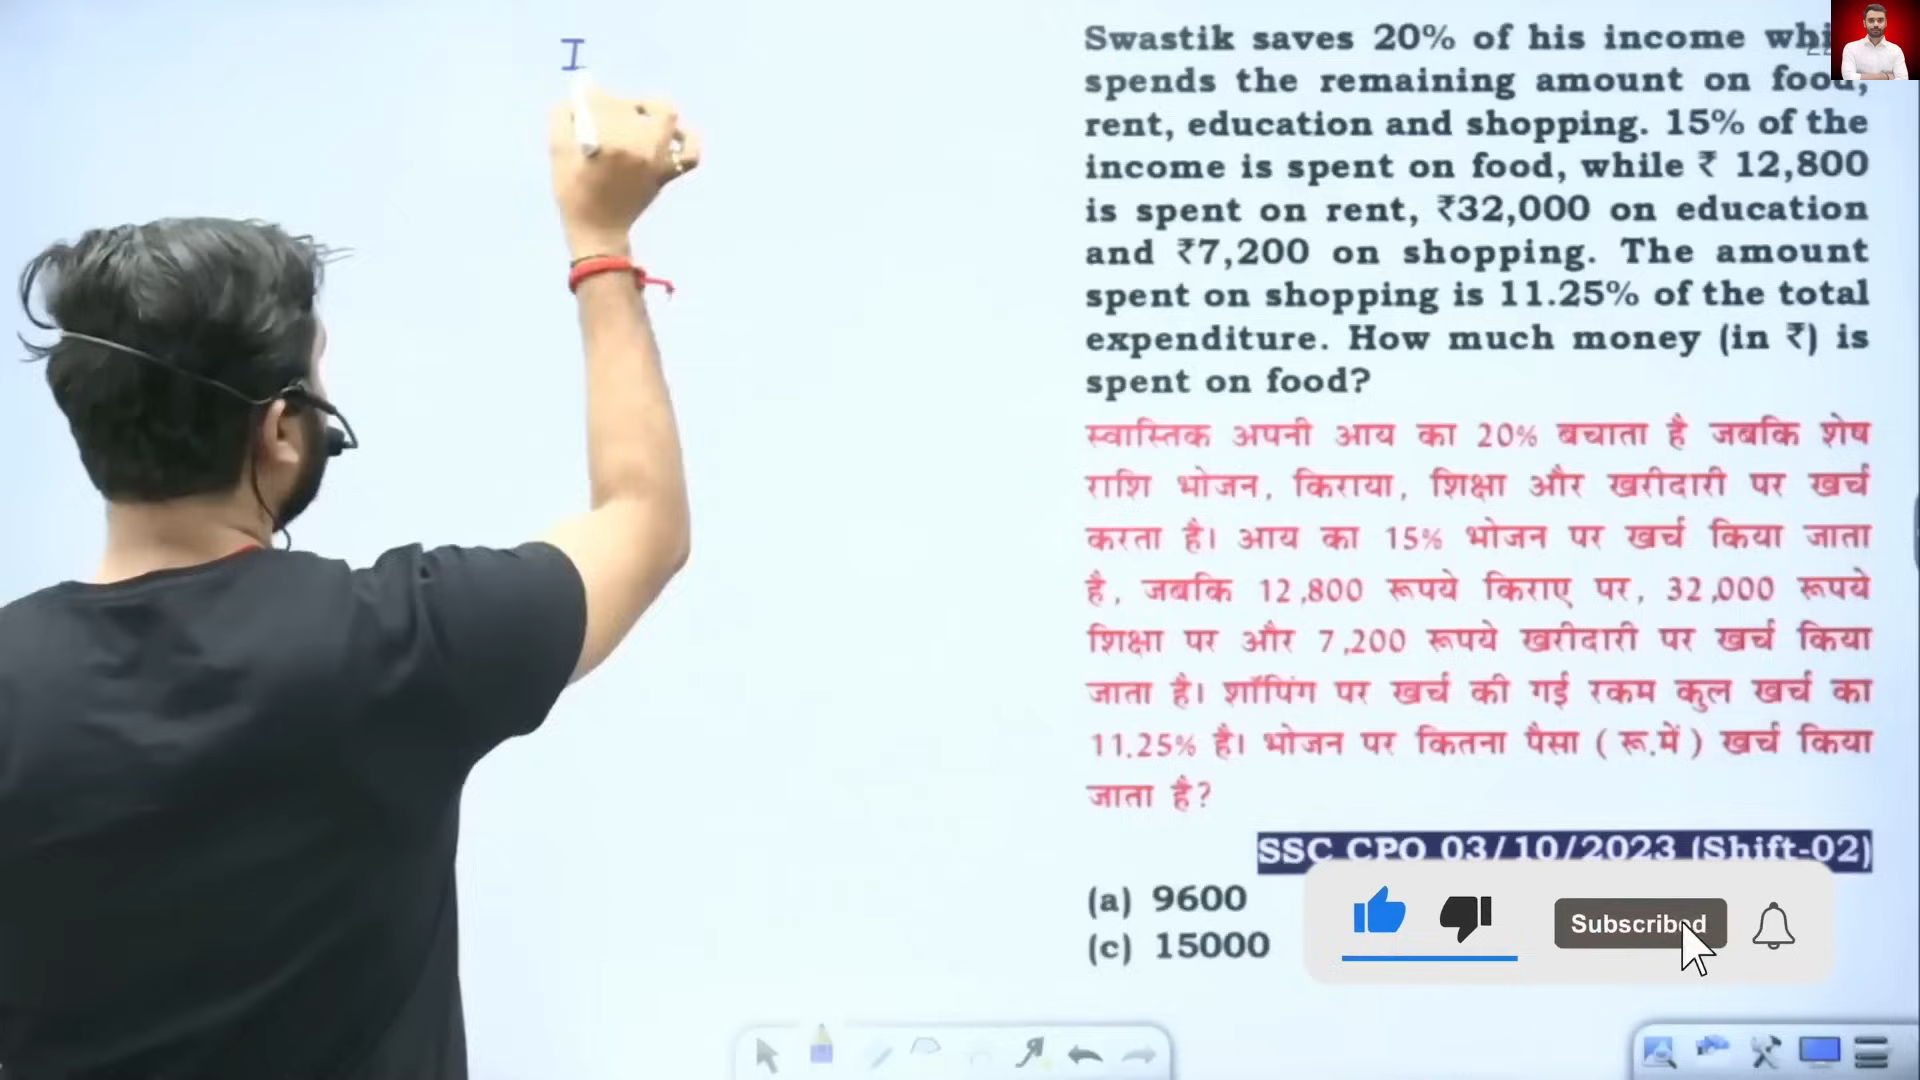 I
Swastik saves 20% of his income whi
spends the remaining amount on food,
rent, education and shopping. 15% of the
income is spent on food, while ₹ 12,800
is spent on rent, ₹32,000 on education
and ₹7,200 on shopping. The amount
spent on shopping is 11.25% of the total
expenditure. How much money (in ₹) is
spent on food?
स्वास्तिक अपनी आय का 20% बचाता है जबकि शेष
राशि भोजन, किराया, शिक्षा और खरीदारी पर खर्च
करता है। आय का 15% भोजन पर खर्च किया जाता
है, जबकि 12,800 रूपये किराए पर, 32,000 रूपये
शिक्षा पर और 7,200 रूपये खरीदारी पर खर्च किया
जाता है। शॉपिंग पर खर्च की गई रकम कुल खर्च का
11.25% है। भोजन पर कितना पैसा ( रू.में ) खर्च किया
जाता है?
SSC CPO 03/10/2023 (Shift-02)
(a) 9600
(c) 15000
Subscribed